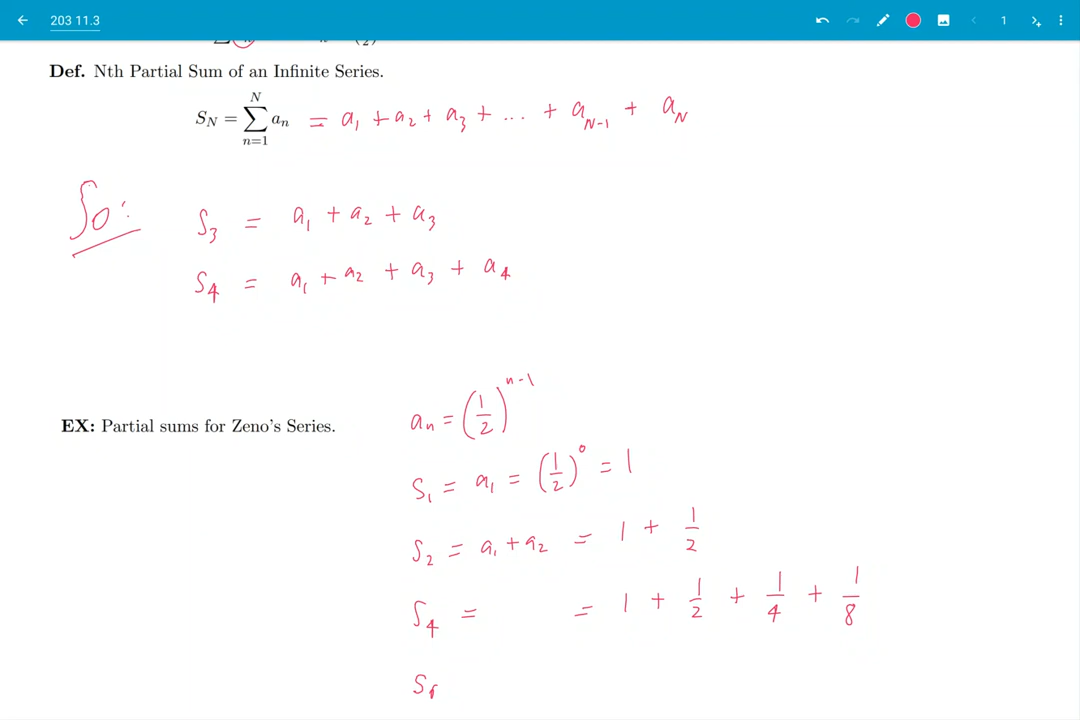 203 11.3
1
Def. Nth Partial Sum of an Infinite Series.
S_N = \sum_{n=1}^{N} a_n = a_1 + a_2 + a_3 + ... + a_{N-1} + a_N
So:
S_3 = a_1 + a_2 + a_3
S_4 = a_1 + a_2 + a_3 + a_4
a_n = (1/2)^{n-1}
EX: Partial sums for Zeno's Series.
S_1 = a_1 = (1/2)^0 = 1
S_2 = a_1 + a_2 = 1 + 1/2
S_4 = = 1 + 1/2 + 1/4 + 1/8